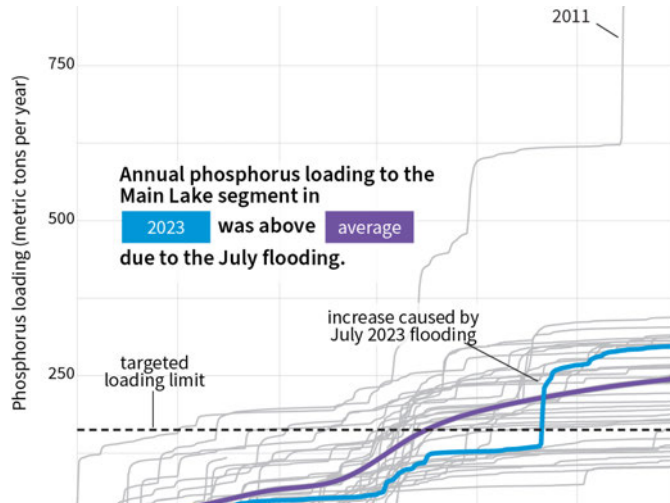 2011
750
Phosphorus loading (metric tons per year)
Annual phosphorus loading to the
Main Lake segment in
2023 was above average
due to the July flooding.
500
increase caused by
July 2023 flooding
targeted
loading limit
250